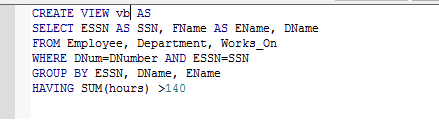 CREATE VIEW vb AS
SELECT ESSN AS SSN, FName AS EName, DName
FROM Employee, Department, Works_On
WHERE DNum=DNumber AND ESSN=SSN
GROUP BY ESSN, DName, EName
HAVING SUM(hours) >140